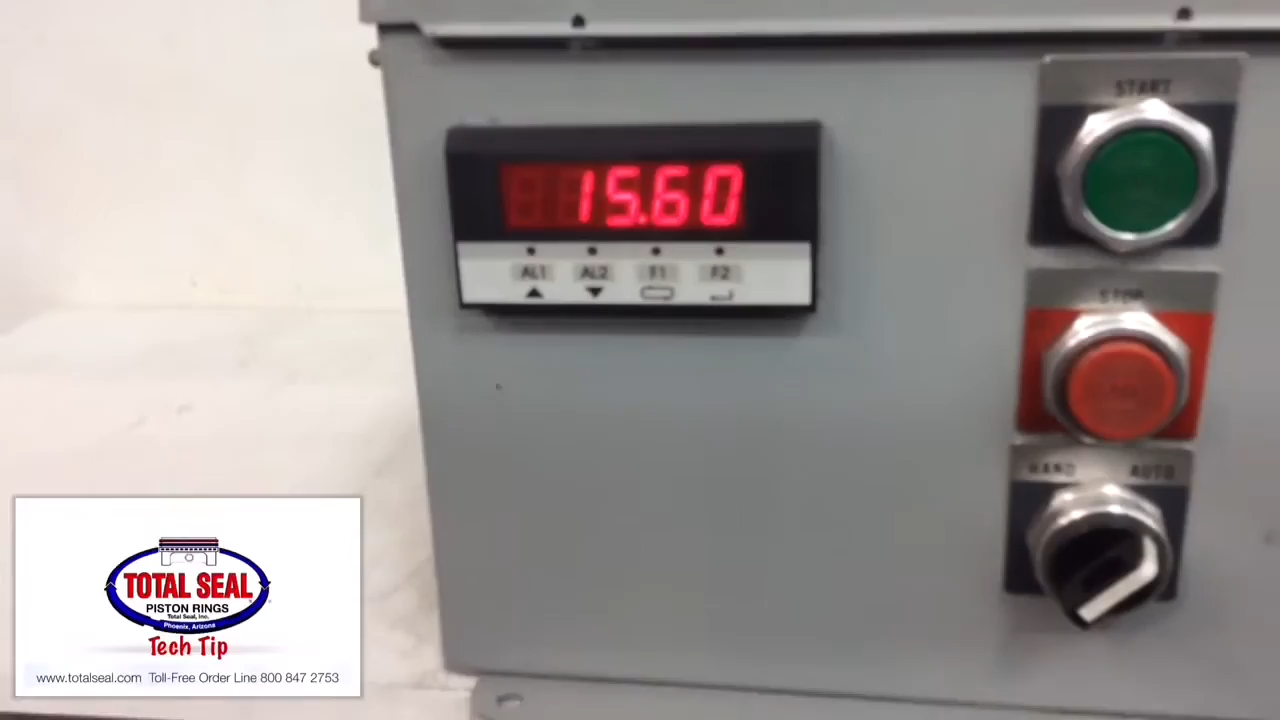 START
15.60
AL1 AL2 F1 F2
STOP
HAND AUTO
TOTAL SEAL
PISTON RINGS
Total Seal, Inc.
Phoenix, Arizona
Tech Tip
www.totalseal.com Toll-Free Order Line 800 847 2753